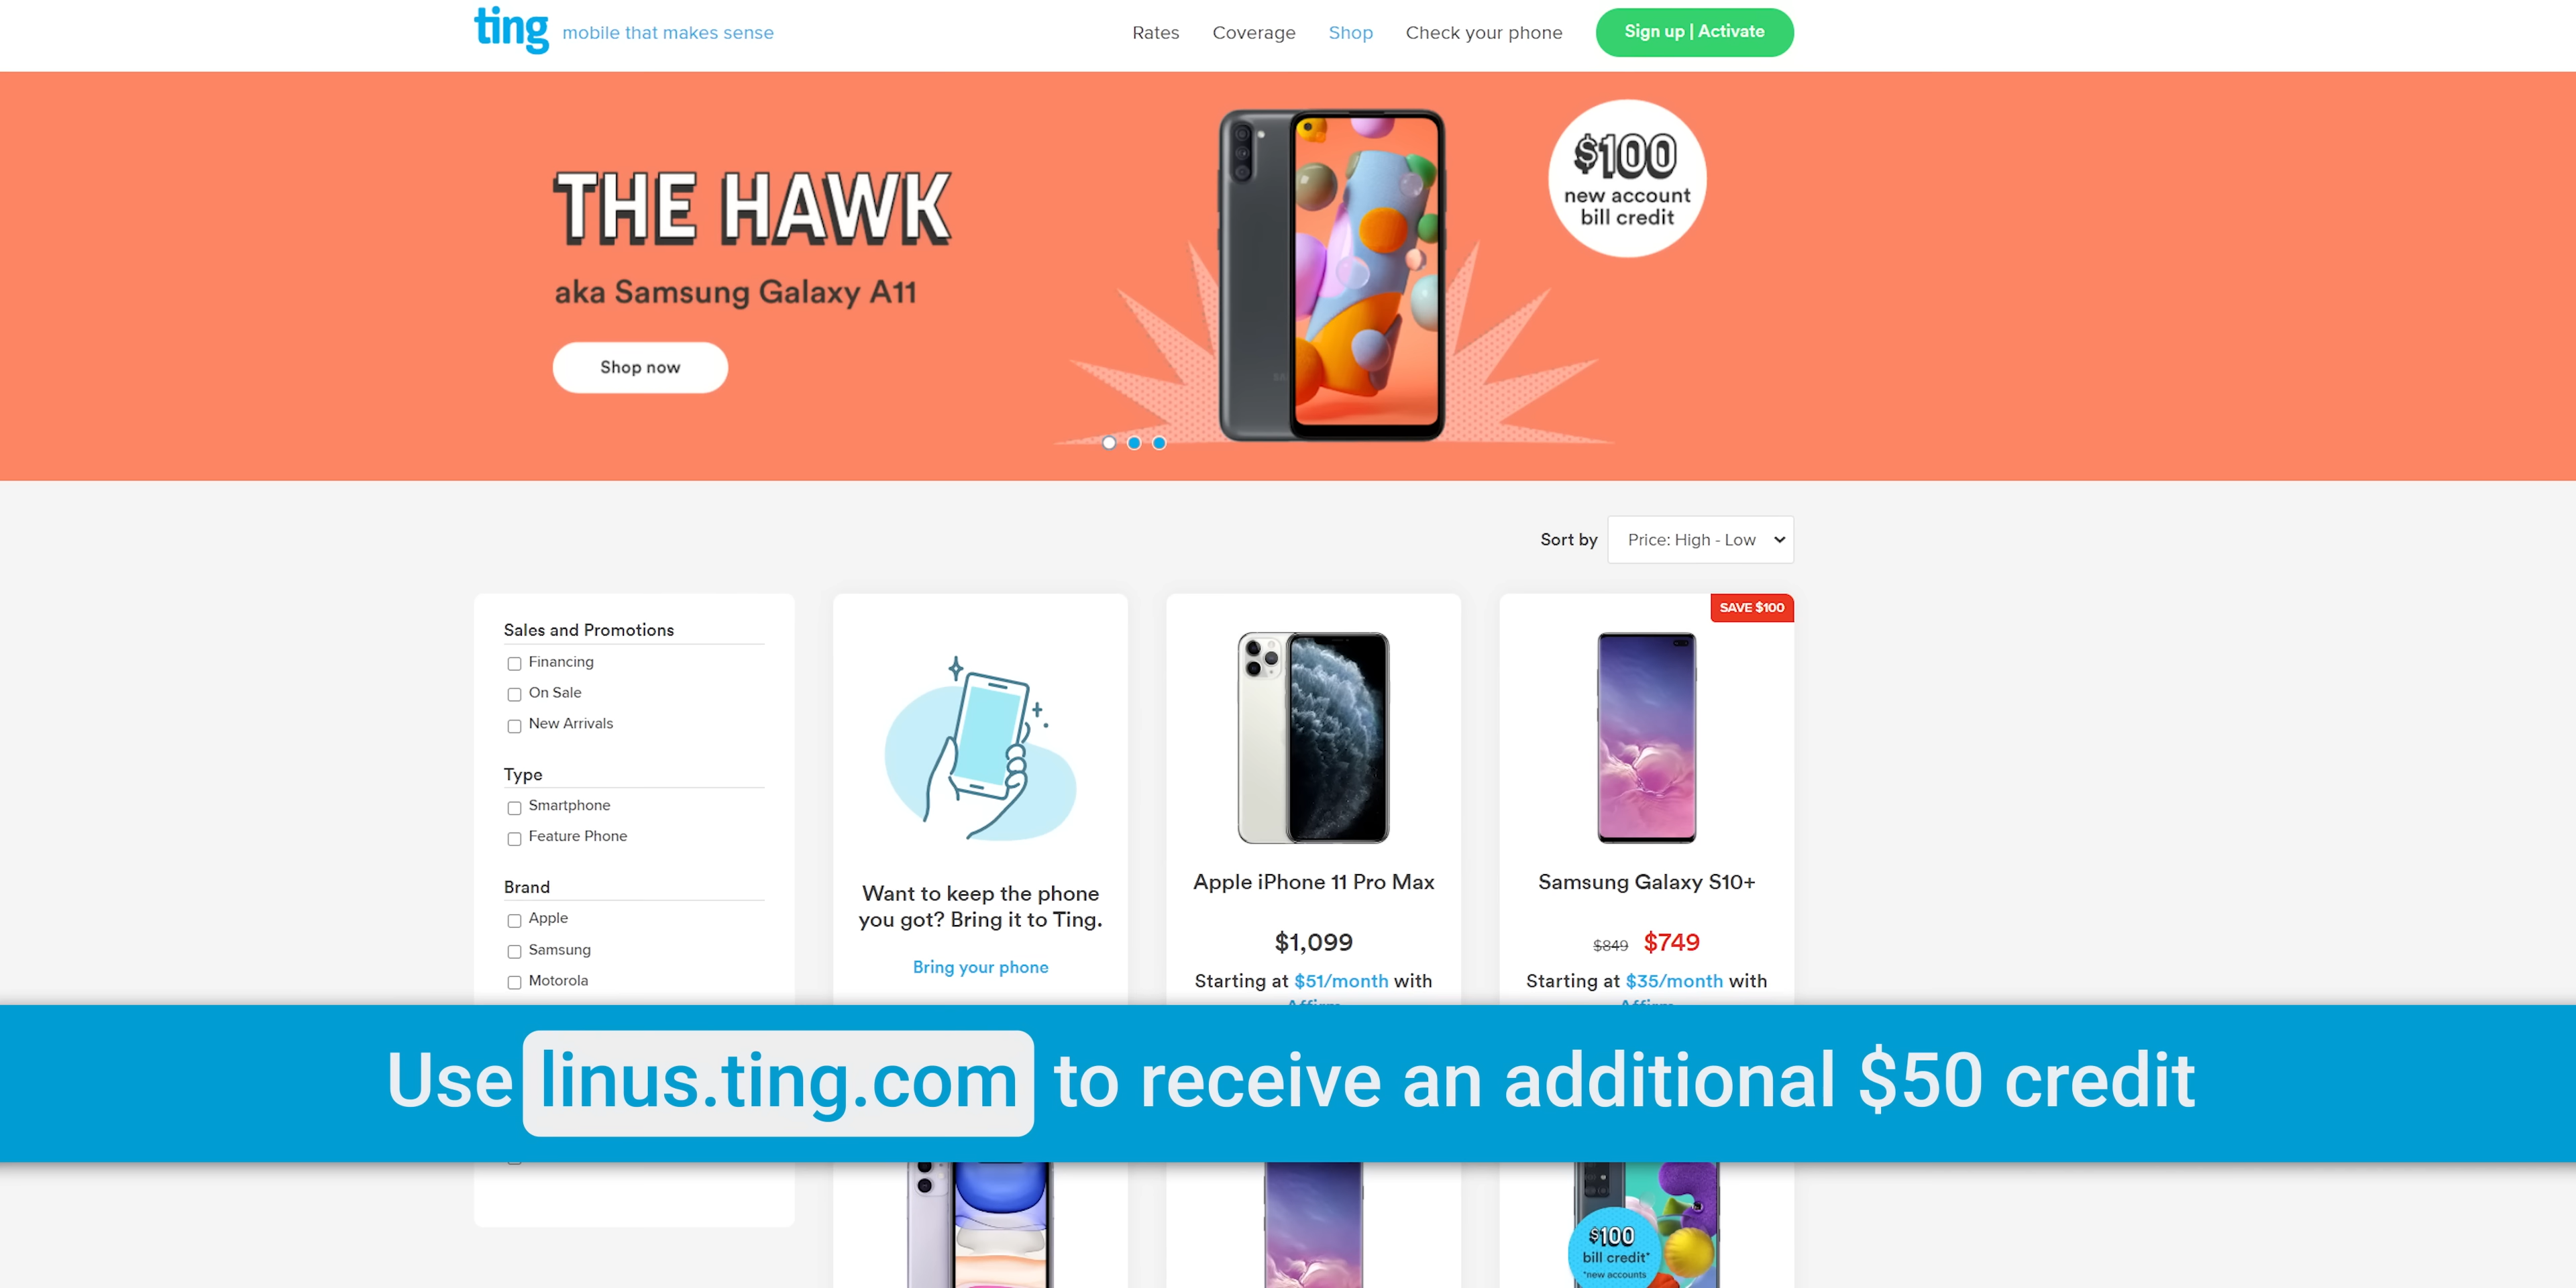 ting mobile that makes sense
Rates Coverage Shop Check your phone Sign up | Activate
THE HAWK
aka Samsung Galaxy A11
Shop now
$100
new account
bill credit
Sort by Price: High - Low
Sales and Promotions
Financing
On Sale
New Arrivals
Type
Smartphone
Feature Phone
Brand
Apple
Samsung
Motorola
Want to keep the phone
you got? Bring it to Ting.
Bring your phone
Apple iPhone 11 Pro Max
$1,099
Starting at $51/month with
SAVE $100
Samsung Galaxy S10+
$849 $749
Starting at $35/month with
Use linus.ting.com to receive an additional $50 credit
$100
bill credit*
*new accounts